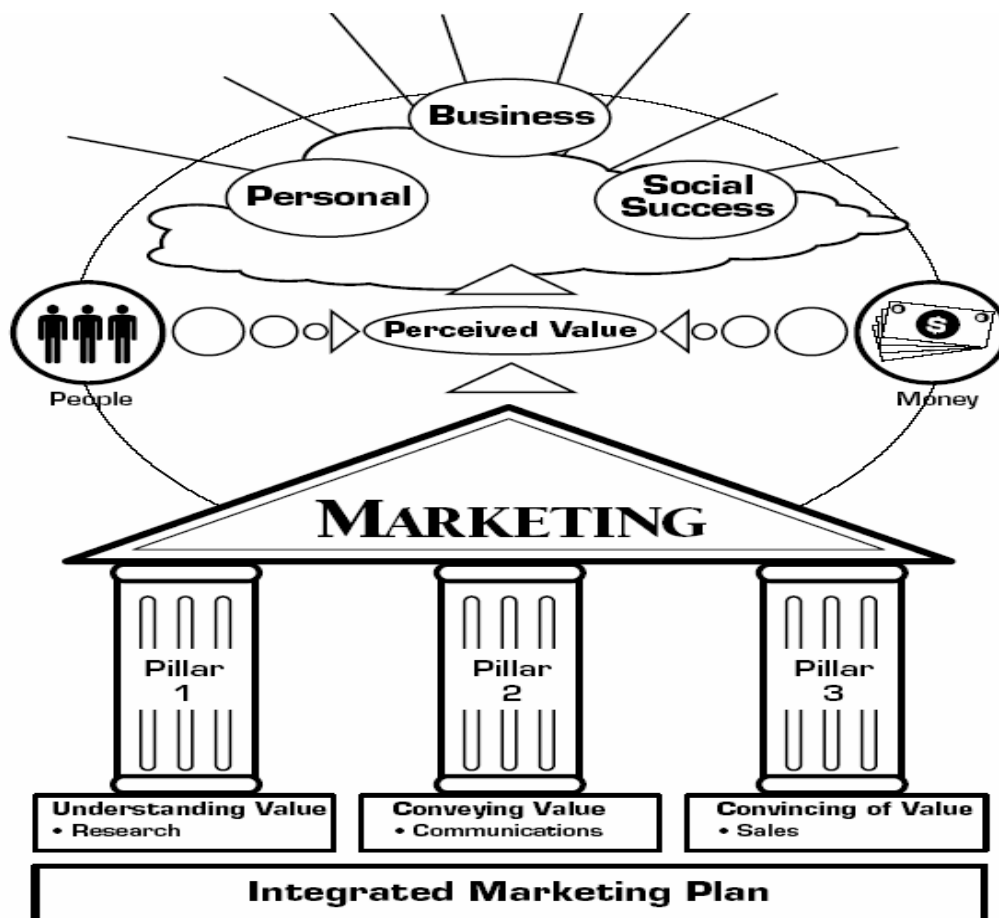 Business
Personal
Social
Success
Perceived Value
$
People
Money
MARKETING
Pillar
1
Pillar
2
Pillar
3
Understanding Value
• Research
Conveying Value
• Communications
Convincing of Value
• Sales
Integrated Marketing Plan